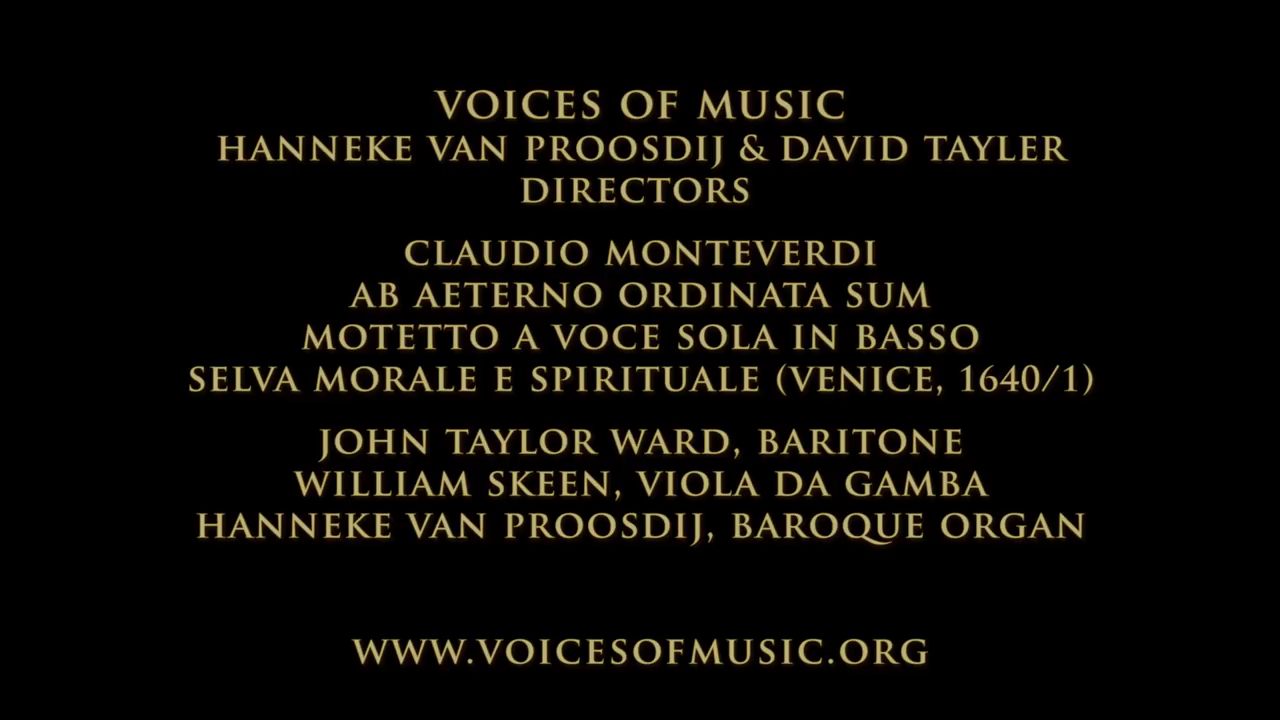 VOICES OF MUSIC
HANNEKE VAN PROOSDIJ & DAVID TAYLER
DIRECTORS
CLAUDIO MONTEVERDI
AB AETERNO ORDINATA SUM
MOTETTO A VOCE SOLA IN BASSO
SELVA MORALE E SPIRITUALE (VENICE, 1640/1)
JOHN TAYLOR WARD, BARITONE
WILLIAM SKEEN, VIOLA DA GAMBA
HANNEKE VAN PROOSDIJ, BAROQUE ORGAN
WWW.VOICESOFMUSIC.ORG